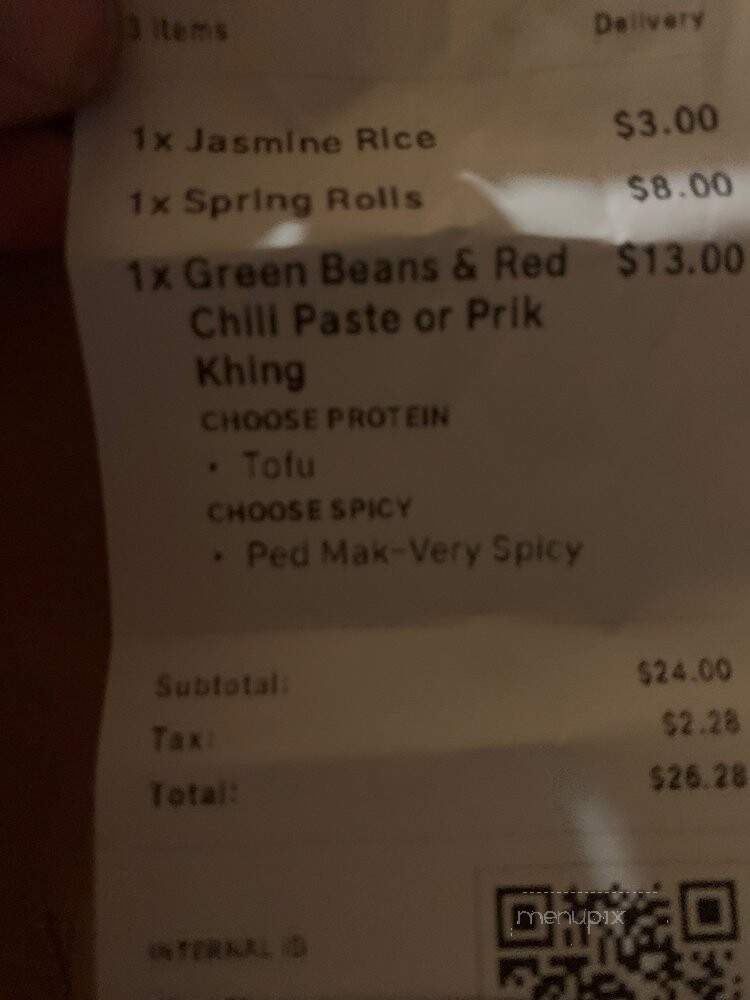 3 Items Delivery
1x Jasmine Rice $3.00
1x Spring Rolls $8.00
1x Green Beans & Red $13.00
Chili Paste or Prik
Khing
CHOOSE PROTEIN
• Tofu
CHOOSE SPICY
• Ped Mak-Very Spicy
Subtotal: $24.00
Tax: $2.28
Total: $26.28
menupix
INTERNAL ID